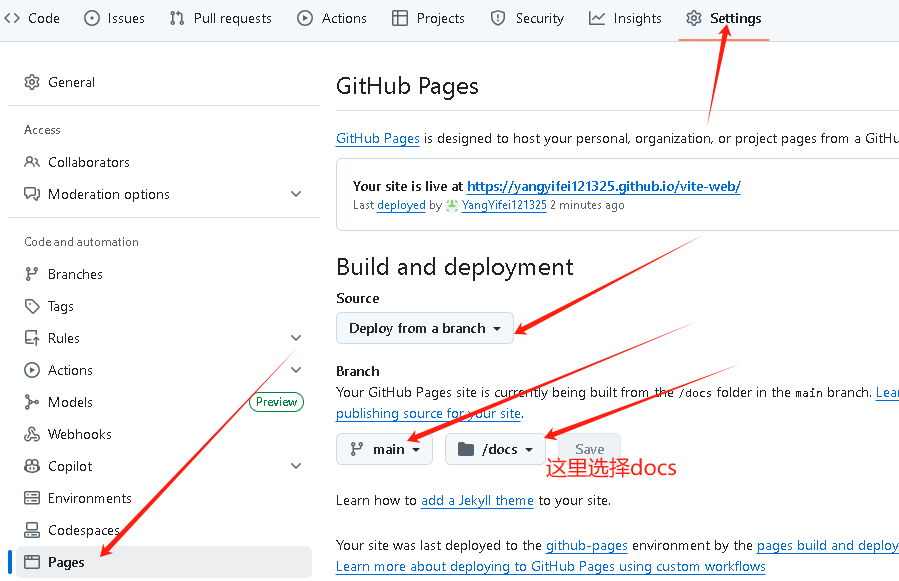 Code Issues Pull requests Actions Projects Security Insights Settings
General
Access
Collaborators
Moderation options
Code and automation
Branches
Tags
Rules
Actions
Models Preview
Webhooks
Copilot
Environments
Codespaces
Pages
GitHub Pages
GitHub Pages is designed to host your personal, organization, or project pages from a GitHu
Your site is live at https://yangyifei121325.github.io/vite-web/
Last deployed by YangYifei121325 2 minutes ago
Build and deployment
Source
Deploy from a branch
Branch
Your GitHub Pages site is currently being built from the /docs folder in the main branch. Lear
publishing source for your site.
main /docs Save
这里选择docs
Learn how to add a Jekyll theme to your site.
Your site was last deployed to the github-pages environment by the pages build and deploy
Learn more about deploying to GitHub Pages using custom workflows